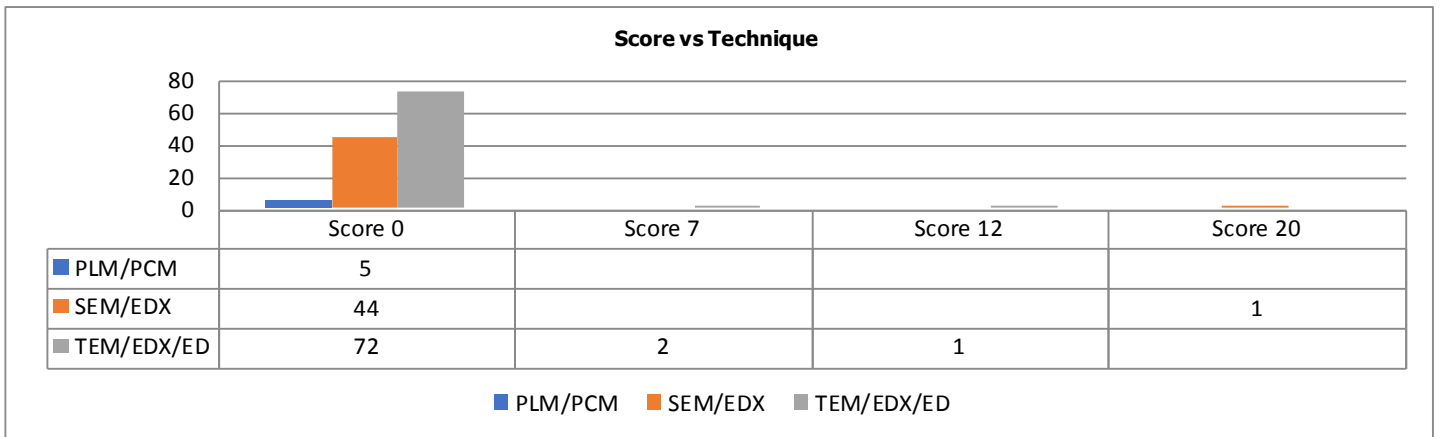 Score vs Technique
80
60
40
20
0
Score 0 Score 7 Score 12 Score 20
PLM/PCM 5
SEM/EDX 44 1
TEM/EDX/ED 72 2 1
PLM/PCM SEM/EDX TEM/EDX/ED